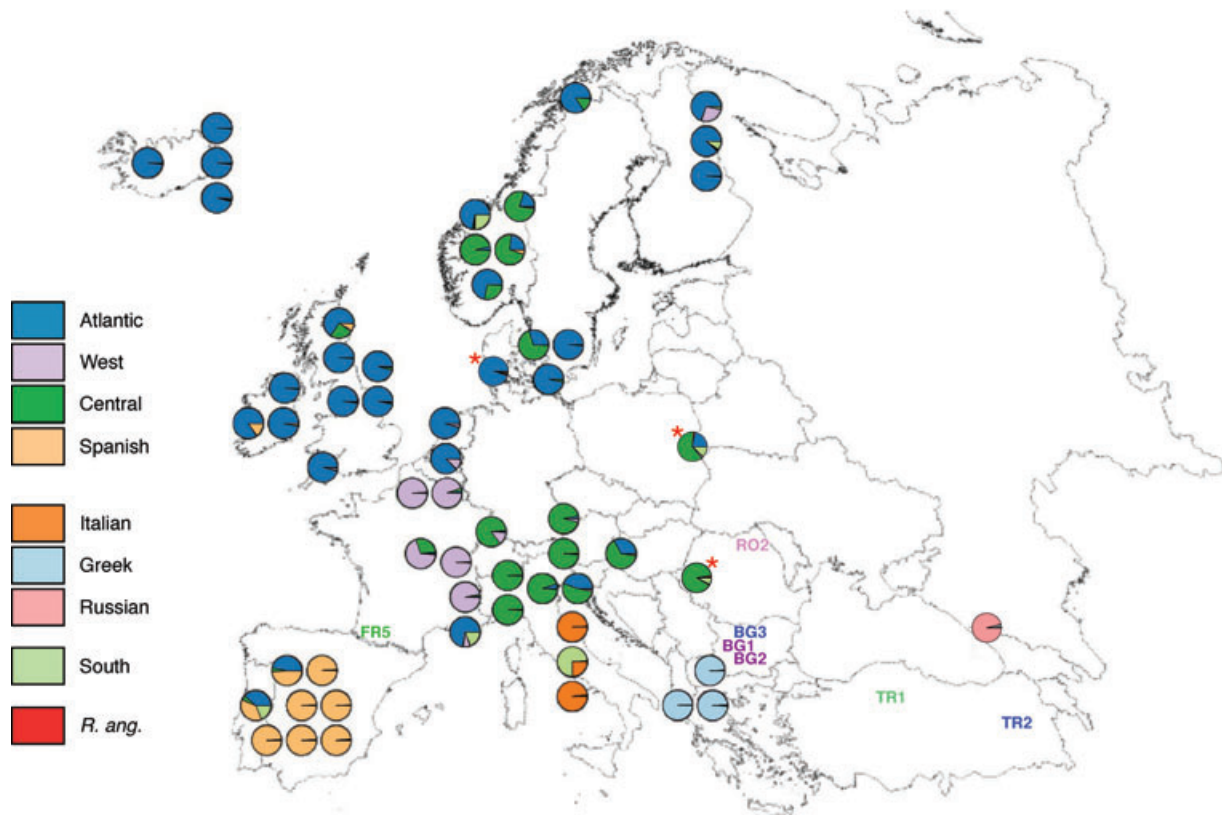 Atlantic
West
Central
Spanish
Italian
Greek
Russian
South
R. ang.
*
*
*
RO2
FR5
BG3
BG1
BG2
TR1
TR2